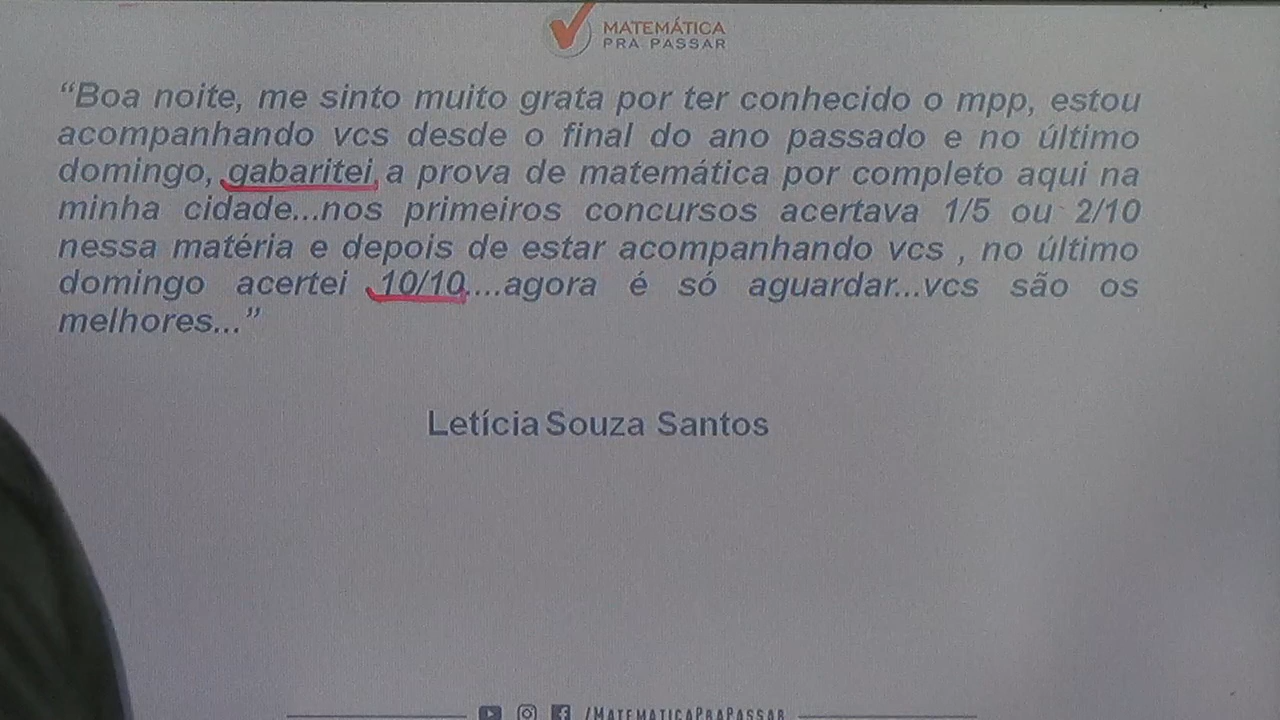 MATEMÁTICA
PRA PASSAR
“Boa noite, me sinto muito grata por ter conhecido o mpp, estou
acompanhando vcs desde o final do ano passado e no último
domingo, gabaritei a prova de matemática por completo aqui na
minha cidade...nos primeiros concursos acertava 1/5 ou 2/10
nessa matéria e depois de estar acompanhando vcs , no último
domingo acertei 10/10....agora é só aguardar...vcs são os
melhores...”
Letícia Souza Santos
/MATEMATICAPRAPASSAR